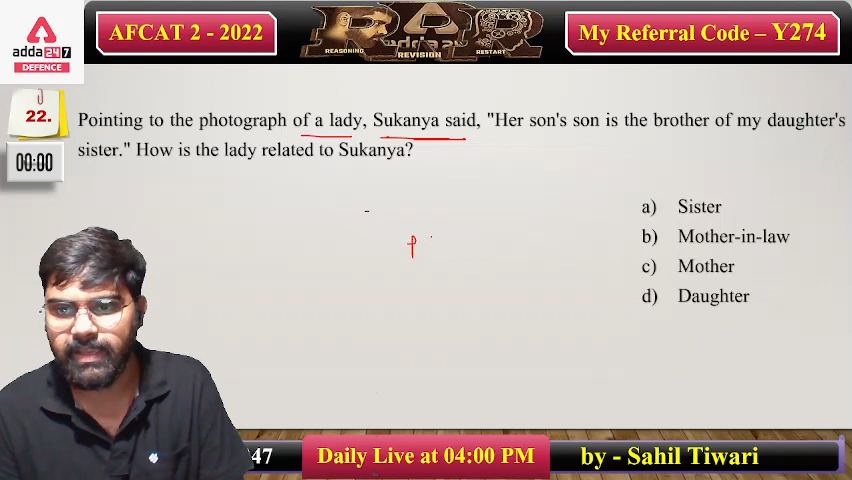 adda247
DEFENCE
AFCAT 2 - 2022
REASONING
REVISION
RESTART
My Referral Code – Y274
22.
Pointing to the photograph of a lady, Sukanya said, "Her son's son is the brother of my daughter's
sister." How is the lady related to Sukanya?
00:00
a) Sister
b) Mother-in-law
c) Mother
d) Daughter
P
247
Daily Live at 04:00 PM
by - Sahil Tiwari